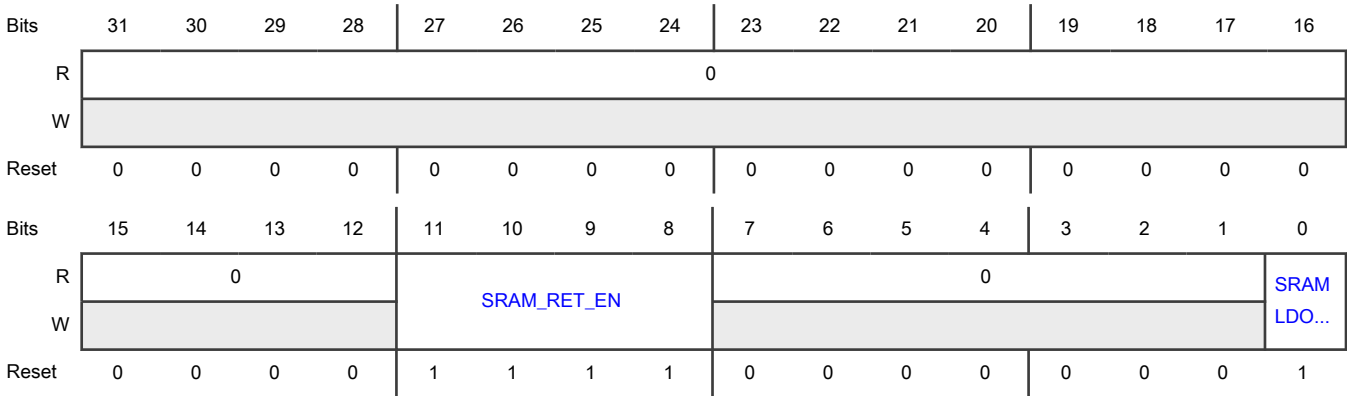 Bits 31 30 29 28 27 26 25 24 23 22 21 20 19 18 17 16
R 0
W
Reset 0 0 0 0 0 0 0 0 0 0 0 0 0 0 0 0
Bits 15 14 13 12 11 10 9 8 7 6 5 4 3 2 1 0
R 0 SRAM_RET_EN 0 SRAM
W LDO...
Reset 0 0 0 0 1 1 1 1 0 0 0 0 0 0 0 1